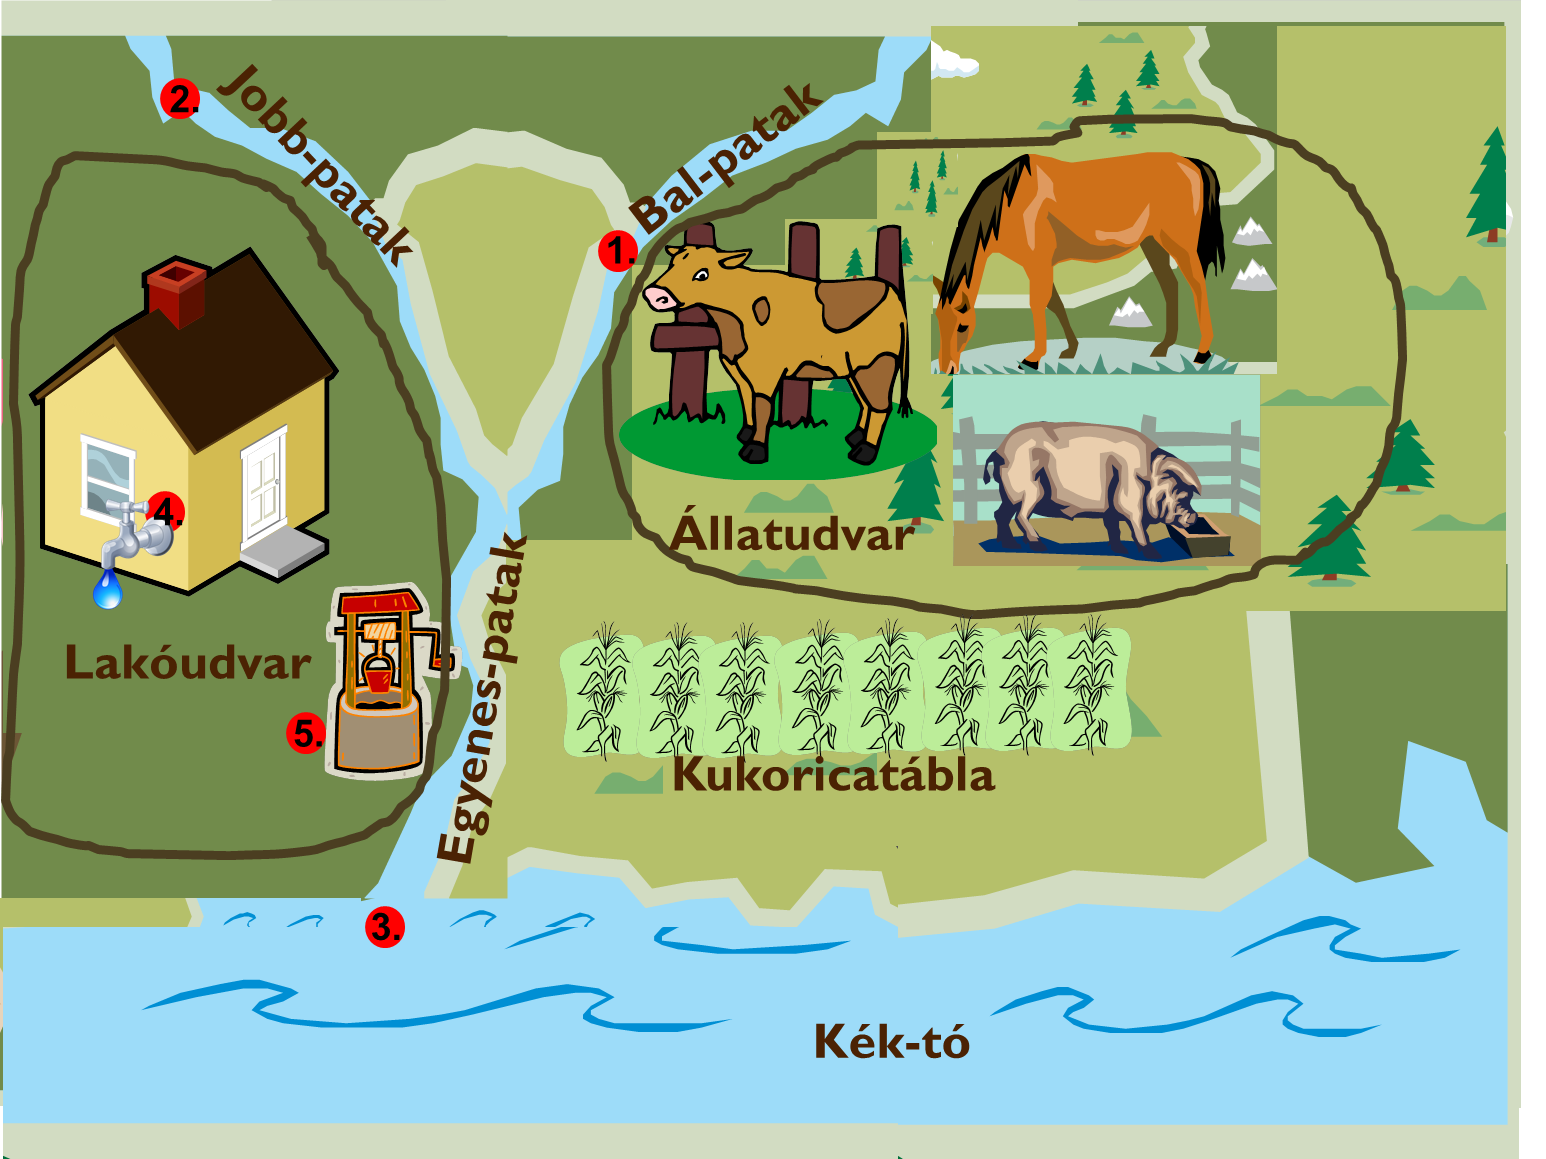 2.
Jobb-patak
Bal-patak
1.
4.
Állatudvar
Lakóudvar
Egyenes-patak
5.
Kukoricatábla
3.
Kék-tó